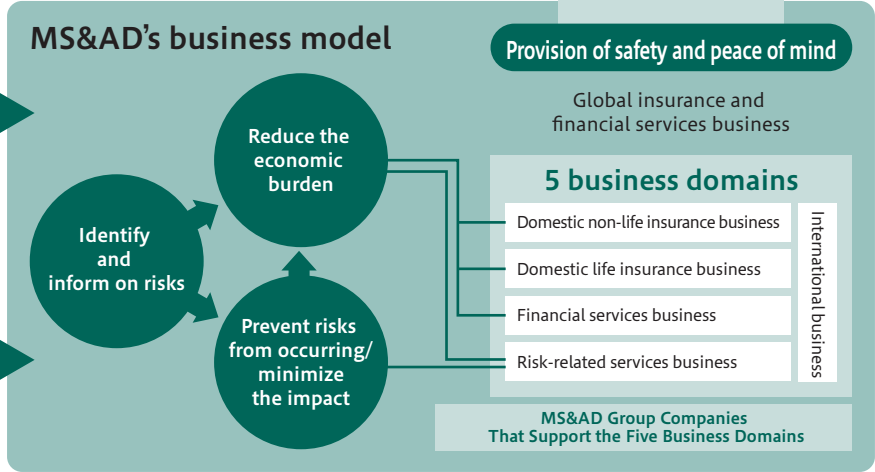 MS&AD's business model
Identify
and
inform on risks
Reduce the
economic
burden
Prevent risks
from occurring/
minimize
the impact
Provision of safety and peace of mind
Global insurance and
financial services business
5 business domains
Domestic non-life insurance business
Domestic life insurance business
Financial services business
Risk-related services business
International business
MS&AD Group Companies
That Support the Five Business Domains